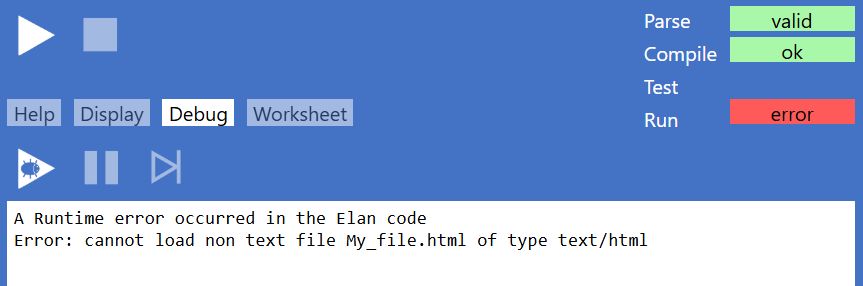 Parse valid
Compile ok
Test
Run error
Help Display Debug Worksheet
A Runtime error occurred in the Elan code
Error: cannot load non text file My_file.html of type text/html